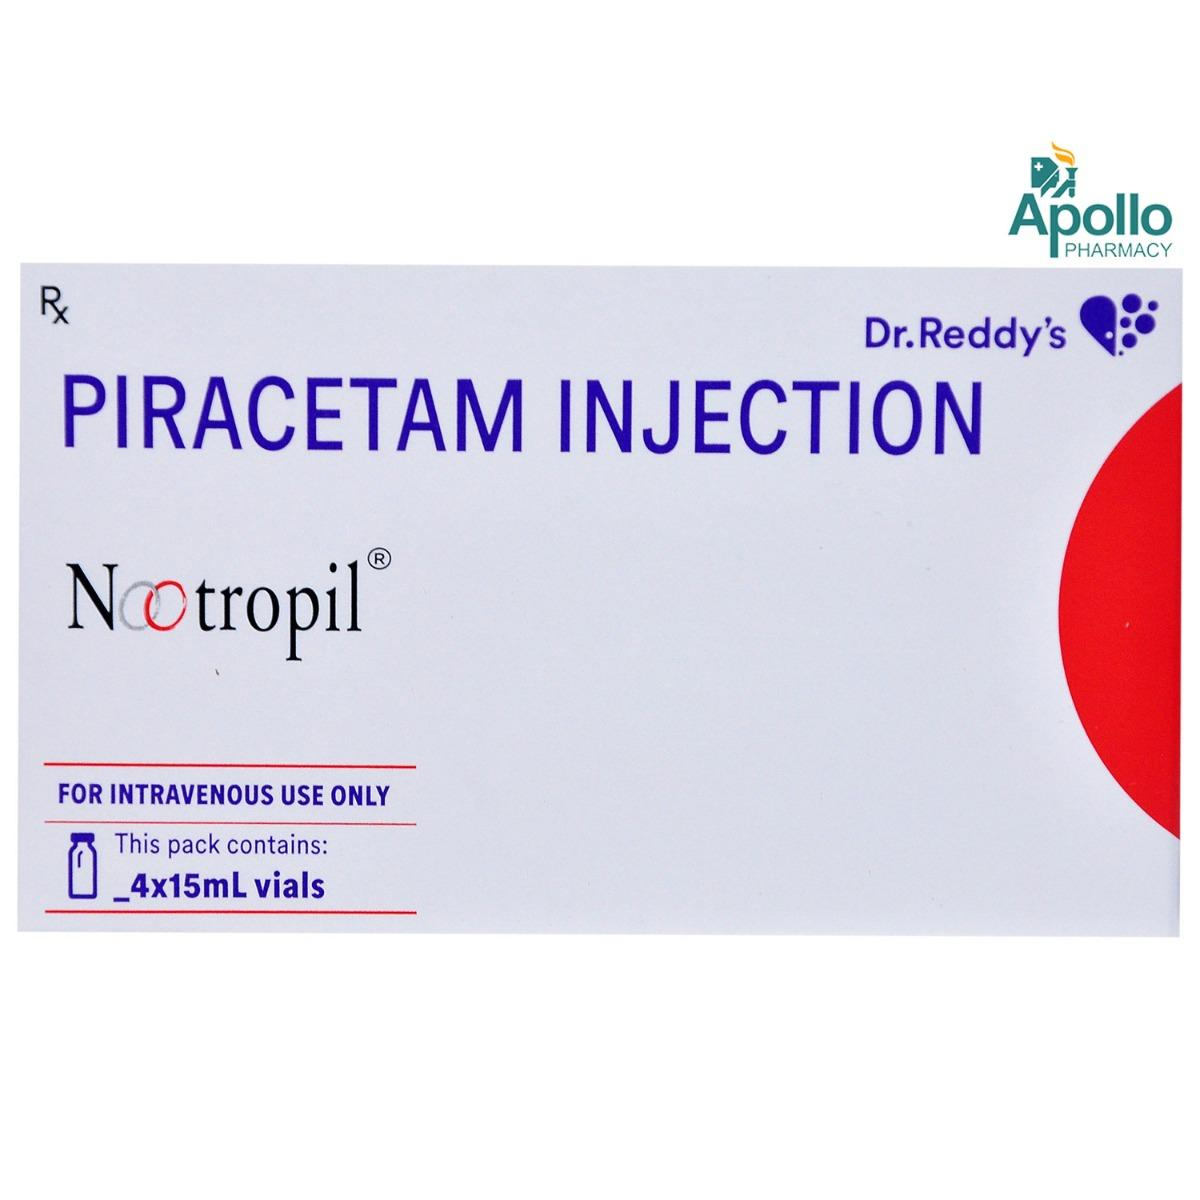 Apollo
PHARMACY
Rx
Dr.Reddy's
PIRACETAM INJECTION
Nootropil®
FOR INTRAVENOUS USE ONLY
This pack contains:
_4x15mL vials